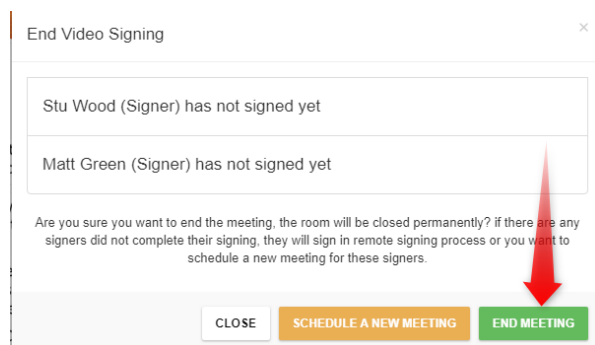 End Video Signing
×
Stu Wood (Signer) has not signed yet
Matt Green (Signer) has not signed yet
Are you sure you want to end the meeting, the room will be closed permanently? if there are any
signers did not complete their signing, they will sign in remote signing process or you want to
schedule a new meeting for these signers.
CLOSE
SCHEDULE A NEW MEETING
END MEETING